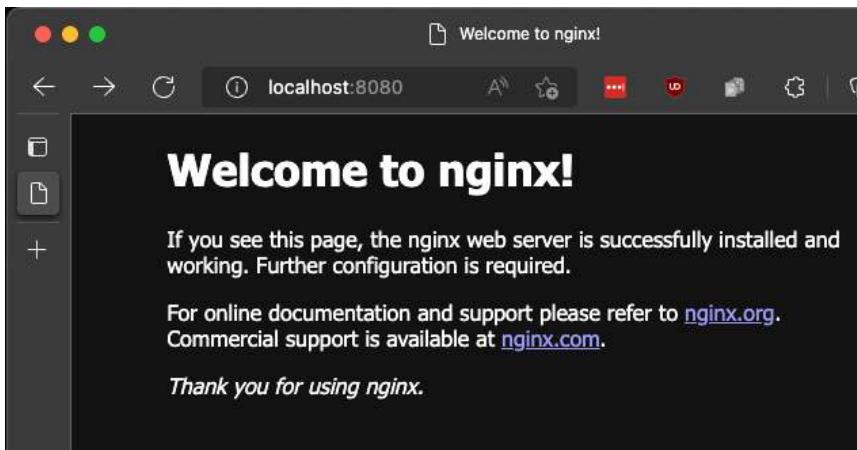 Welcome to nginx!
localhost:8080
Welcome to nginx!
If you see this page, the nginx web server is successfully installed and
working. Further configuration is required.
For online documentation and support please refer to nginx.org.
Commercial support is available at nginx.com.
Thank you for using nginx.